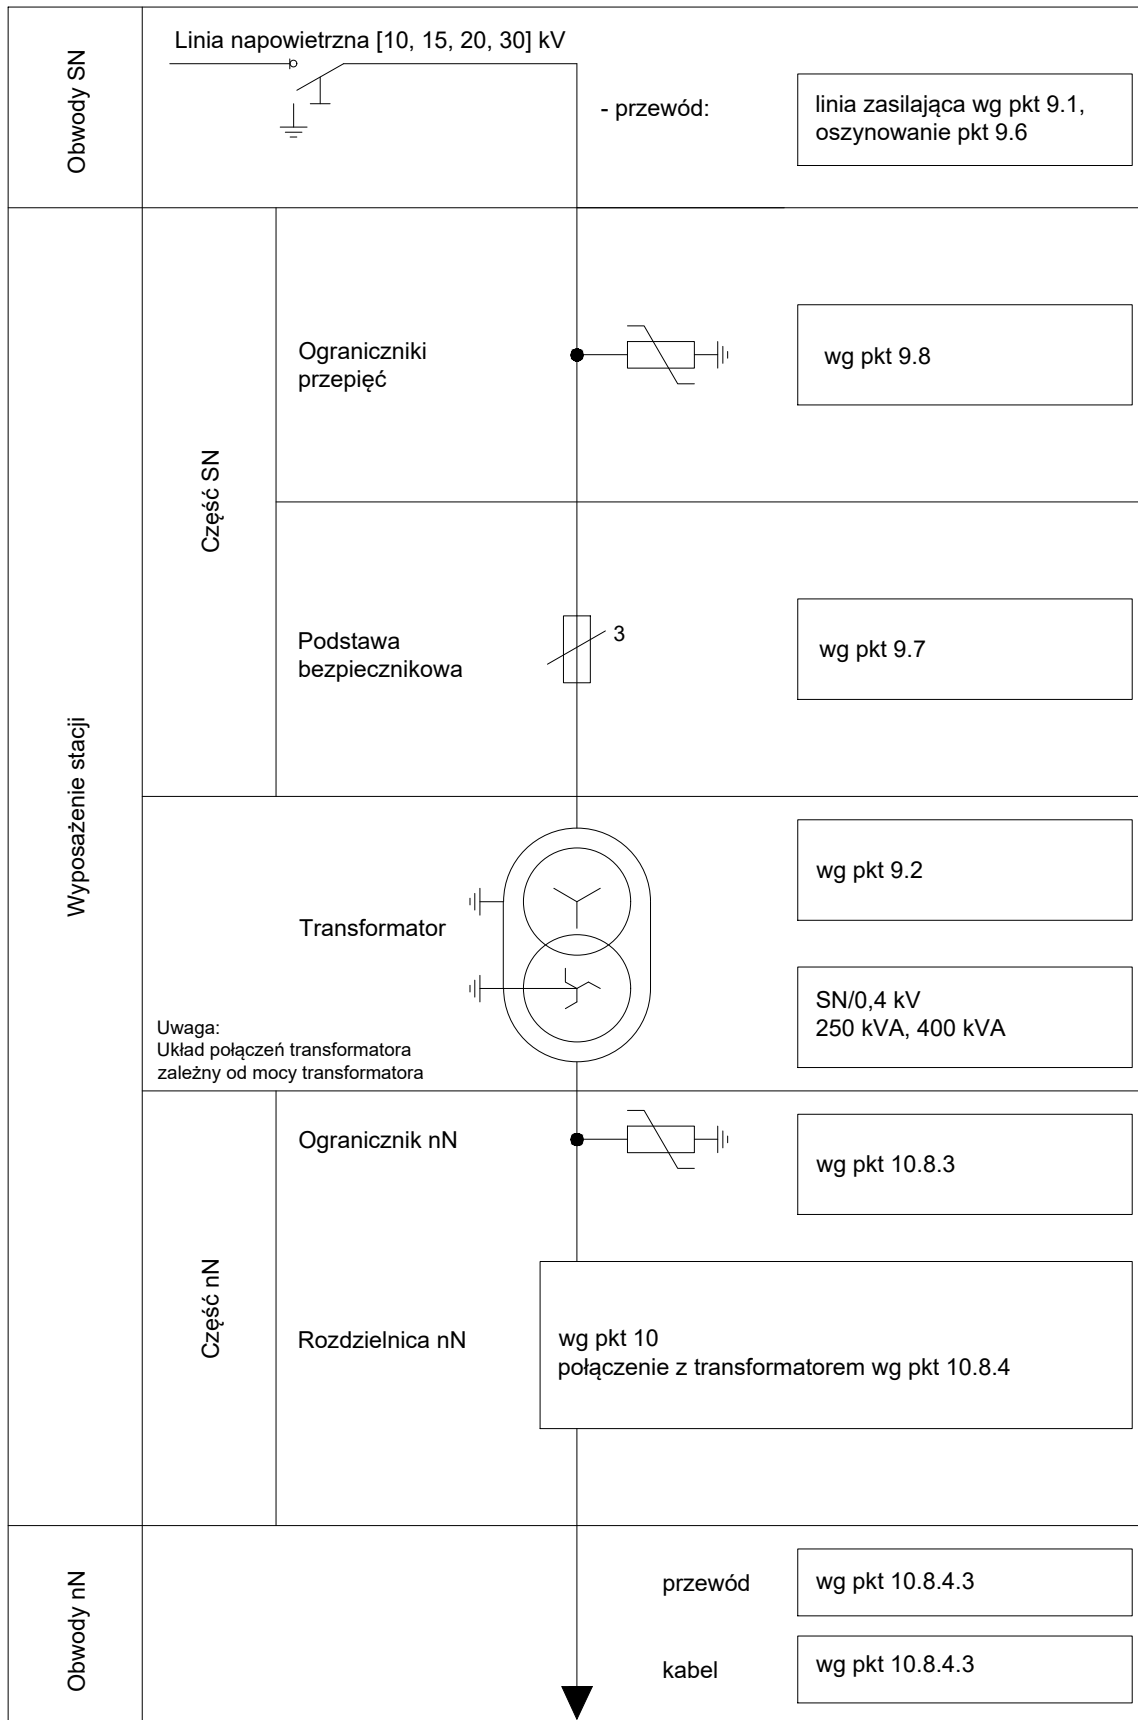 Obwody SN
Linia napowietrzna [10, 15, 20, 30] kV
- przewód:
linia zasilająca wg pkt 9.1,
oszynowanie pkt 9.6
Wyposażenie stacji
Część SN
Ograniczniki
przepięć
wg pkt 9.8
Podstawa
bezpiecznikowa
3
wg pkt 9.7
Transformator
wg pkt 9.2
SN/0,4 kV
250 kVA, 400 kVA
Uwaga:
Układ połączeń transformatora
zależny od mocy transformatora
Część nN
Ogranicznik nN
wg pkt 10.8.3
Rozdzielnica nN
wg pkt 10
połączenie z transformatorem wg pkt 10.8.4
Obwody nN
przewód
wg pkt 10.8.4.3
kabel
wg pkt 10.8.4.3